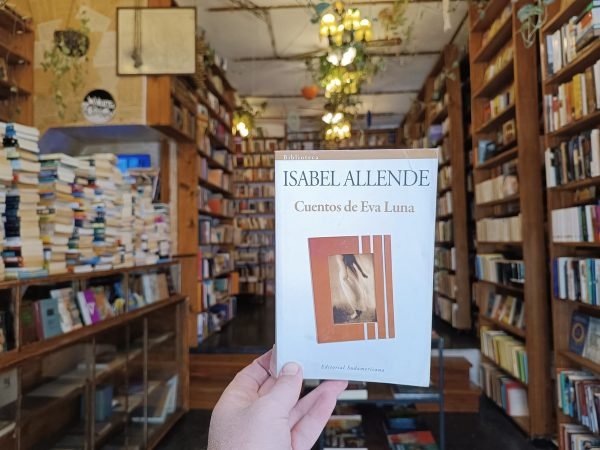 Biblioteca
ISABEL ALLENDE
Cuentos de Eva Luna
Editorial Sudamericana